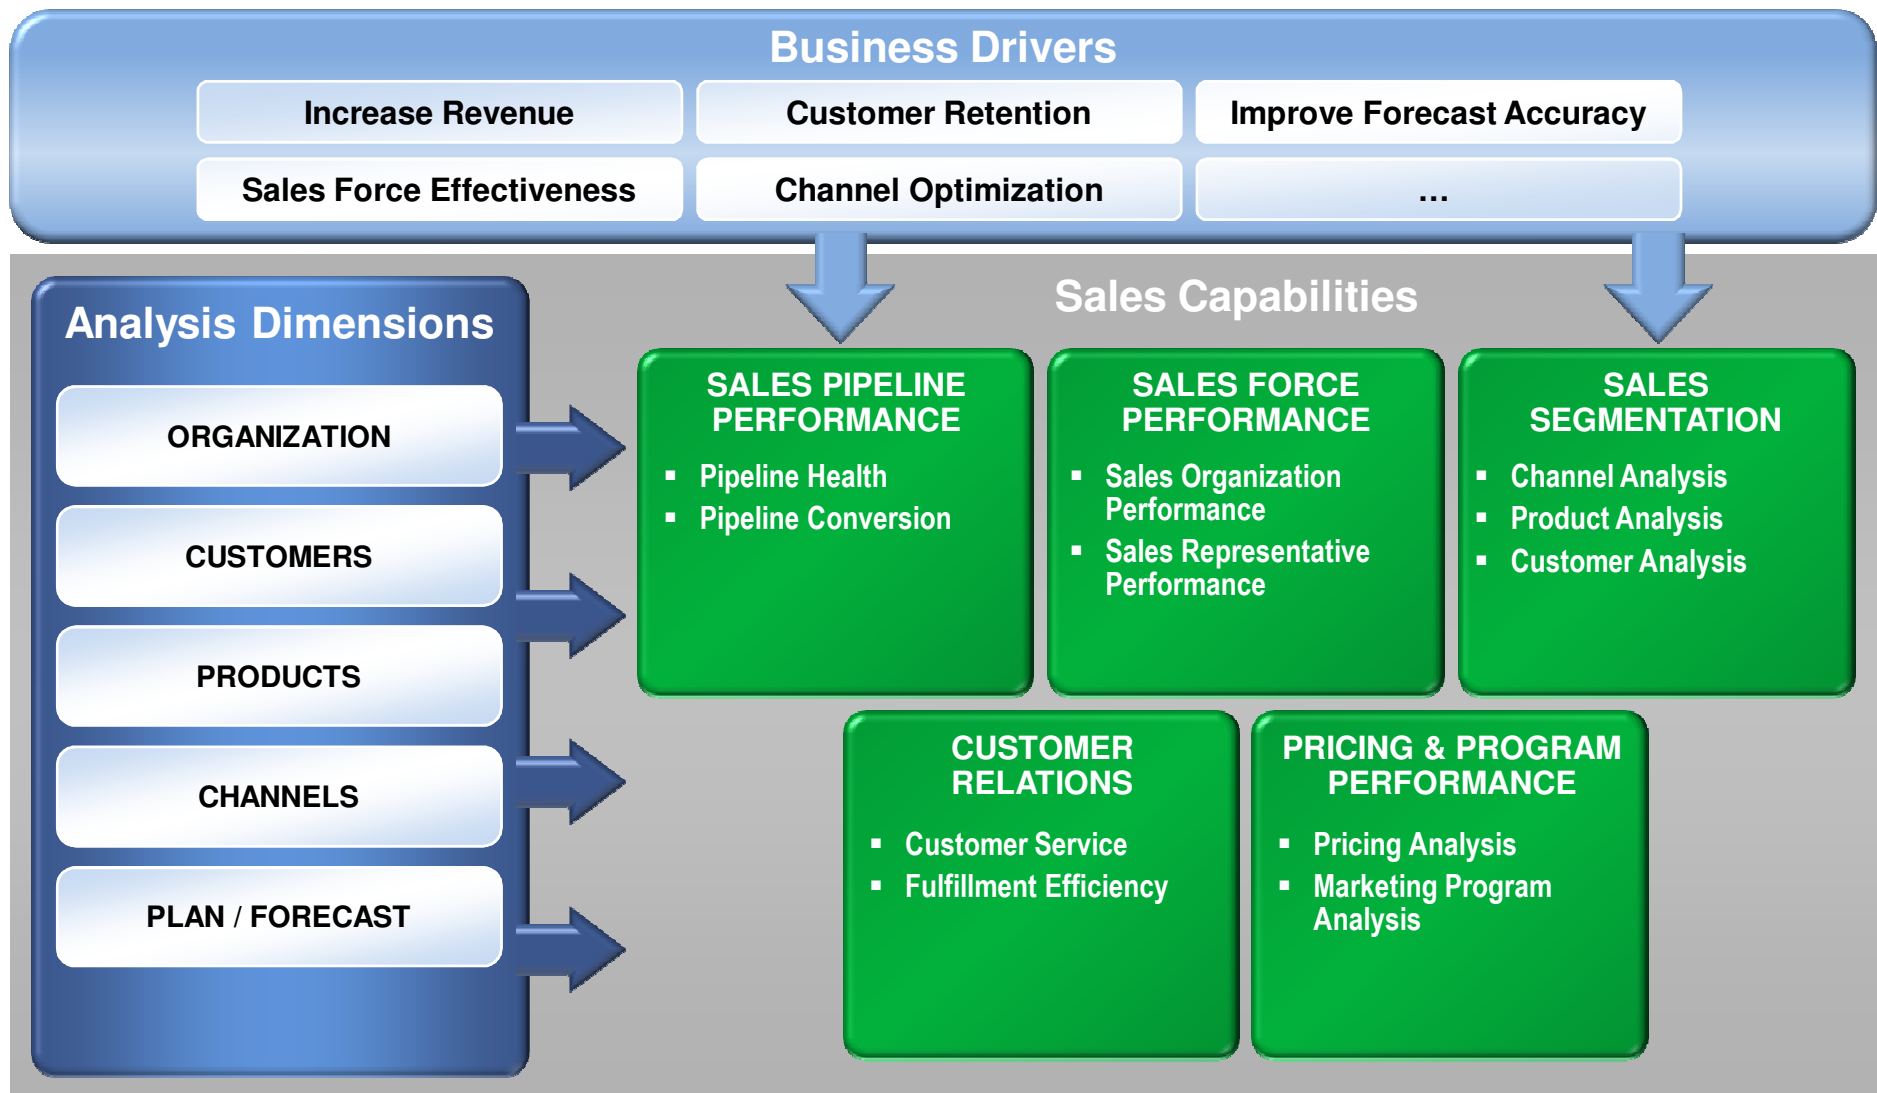 Business Drivers
Increase Revenue
Customer Retention
Improve Forecast Accuracy
Sales Force Effectiveness
Channel Optimization
...
Analysis Dimensions
ORGANIZATION
CUSTOMERS
PRODUCTS
CHANNELS
PLAN / FORECAST
Sales Capabilities
SALES PIPELINE
PERFORMANCE
▪ Pipeline Health
▪ Pipeline Conversion
SALES FORCE
PERFORMANCE
▪ Sales Organization
Performance
▪ Sales Representative
Performance
SALES
SEGMENTATION
▪ Channel Analysis
▪ Product Analysis
▪ Customer Analysis
CUSTOMER
RELATIONS
▪ Customer Service
▪ Fulfillment Efficiency
PRICING & PROGRAM
PERFORMANCE
▪ Pricing Analysis
▪ Marketing Program
Analysis